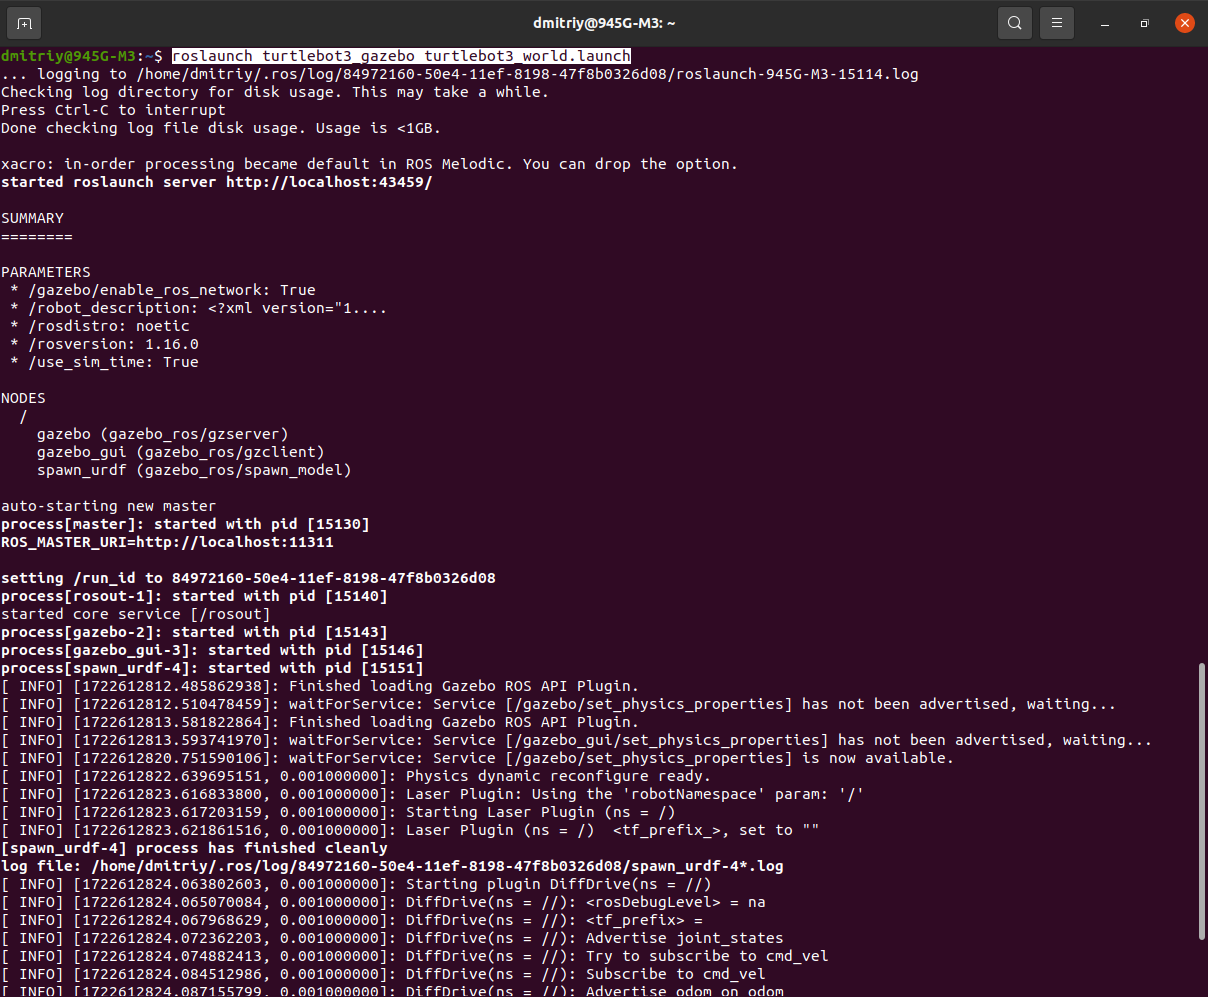 dmitriy@945G-M3: ~
dmitriy@945G-M3:~$ roslaunch turtlebot3_gazebo turtlebot3_world.launch
... logging to /home/dmitriy/.ros/log/84972160-50e4-11ef-8198-47f8b0326d08/roslaunch-945G-M3-15114.log
Checking log directory for disk usage. This may take a while.
Press Ctrl-C to interrupt
Done checking log file disk usage. Usage is <1GB.
xacro: in-order processing became default in ROS Melodic. You can drop the option.
started roslaunch server http://localhost:43459/
SUMMARY
========
PARAMETERS
 * /gazebo/enable_ros_network: True
 * /robot_description: <?xml version="1....
 * /rosdistro: noetic
 * /rosversion: 1.16.0
 * /use_sim_time: True
NODES
  /
    gazebo (gazebo_ros/gzserver)
    gazebo_gui (gazebo_ros/gzclient)
    spawn_urdf (gazebo_ros/spawn_model)
auto-starting new master
process[master]: started with pid [15130]
ROS_MASTER_URI=http://localhost:11311
setting /run_id to 84972160-50e4-11ef-8198-47f8b0326d08
process[rosout-1]: started with pid [15140]
started core service [/rosout]
process[gazebo-2]: started with pid [15143]
process[gazebo_gui-3]: started with pid [15146]
process[spawn_urdf-4]: started with pid [15151]
[ INFO] [1722612812.485862938]: Finished loading Gazebo ROS API Plugin.
[ INFO] [1722612812.510478459]: waitForService: Service [/gazebo/set_physics_properties] has not been advertised, waiting...
[ INFO] [1722612813.581822864]: Finished loading Gazebo ROS API Plugin.
[ INFO] [1722612813.593741970]: waitForService: Service [/gazebo_gui/set_physics_properties] has not been advertised, waiting...
[ INFO] [1722612820.751590106]: waitForService: Service [/gazebo/set_physics_properties] is now available.
[ INFO] [1722612822.639695151, 0.001000000]: Physics dynamic reconfigure ready.
[ INFO] [1722612823.616833800, 0.001000000]: Laser Plugin: Using the 'robotNamespace' param: '/'
[ INFO] [1722612823.617203159, 0.001000000]: Starting Laser Plugin (ns = /)
[ INFO] [1722612823.621861516, 0.001000000]: Laser Plugin (ns = /)  <tf_prefix_>, set to ""
[spawn_urdf-4] process has finished cleanly
log file: /home/dmitriy/.ros/log/84972160-50e4-11ef-8198-47f8b0326d08/spawn_urdf-4*.log
[ INFO] [1722612824.063802603, 0.001000000]: Starting plugin DiffDrive(ns = //)
[ INFO] [1722612824.065070084, 0.001000000]: DiffDrive(ns = //): <rosDebugLevel> = na
[ INFO] [1722612824.067968629, 0.001000000]: DiffDrive(ns = //): <tf_prefix> =
[ INFO] [1722612824.072362203, 0.001000000]: DiffDrive(ns = //): Advertise joint_states
[ INFO] [1722612824.074882413, 0.001000000]: DiffDrive(ns = //): Try to subscribe to cmd_vel
[ INFO] [1722612824.084512986, 0.001000000]: DiffDrive(ns = //): Subscribe to cmd_vel
[ INFO] [1722612824.087155799, 0.001000000]: DiffDrive(ns = //): Advertise odom on odom